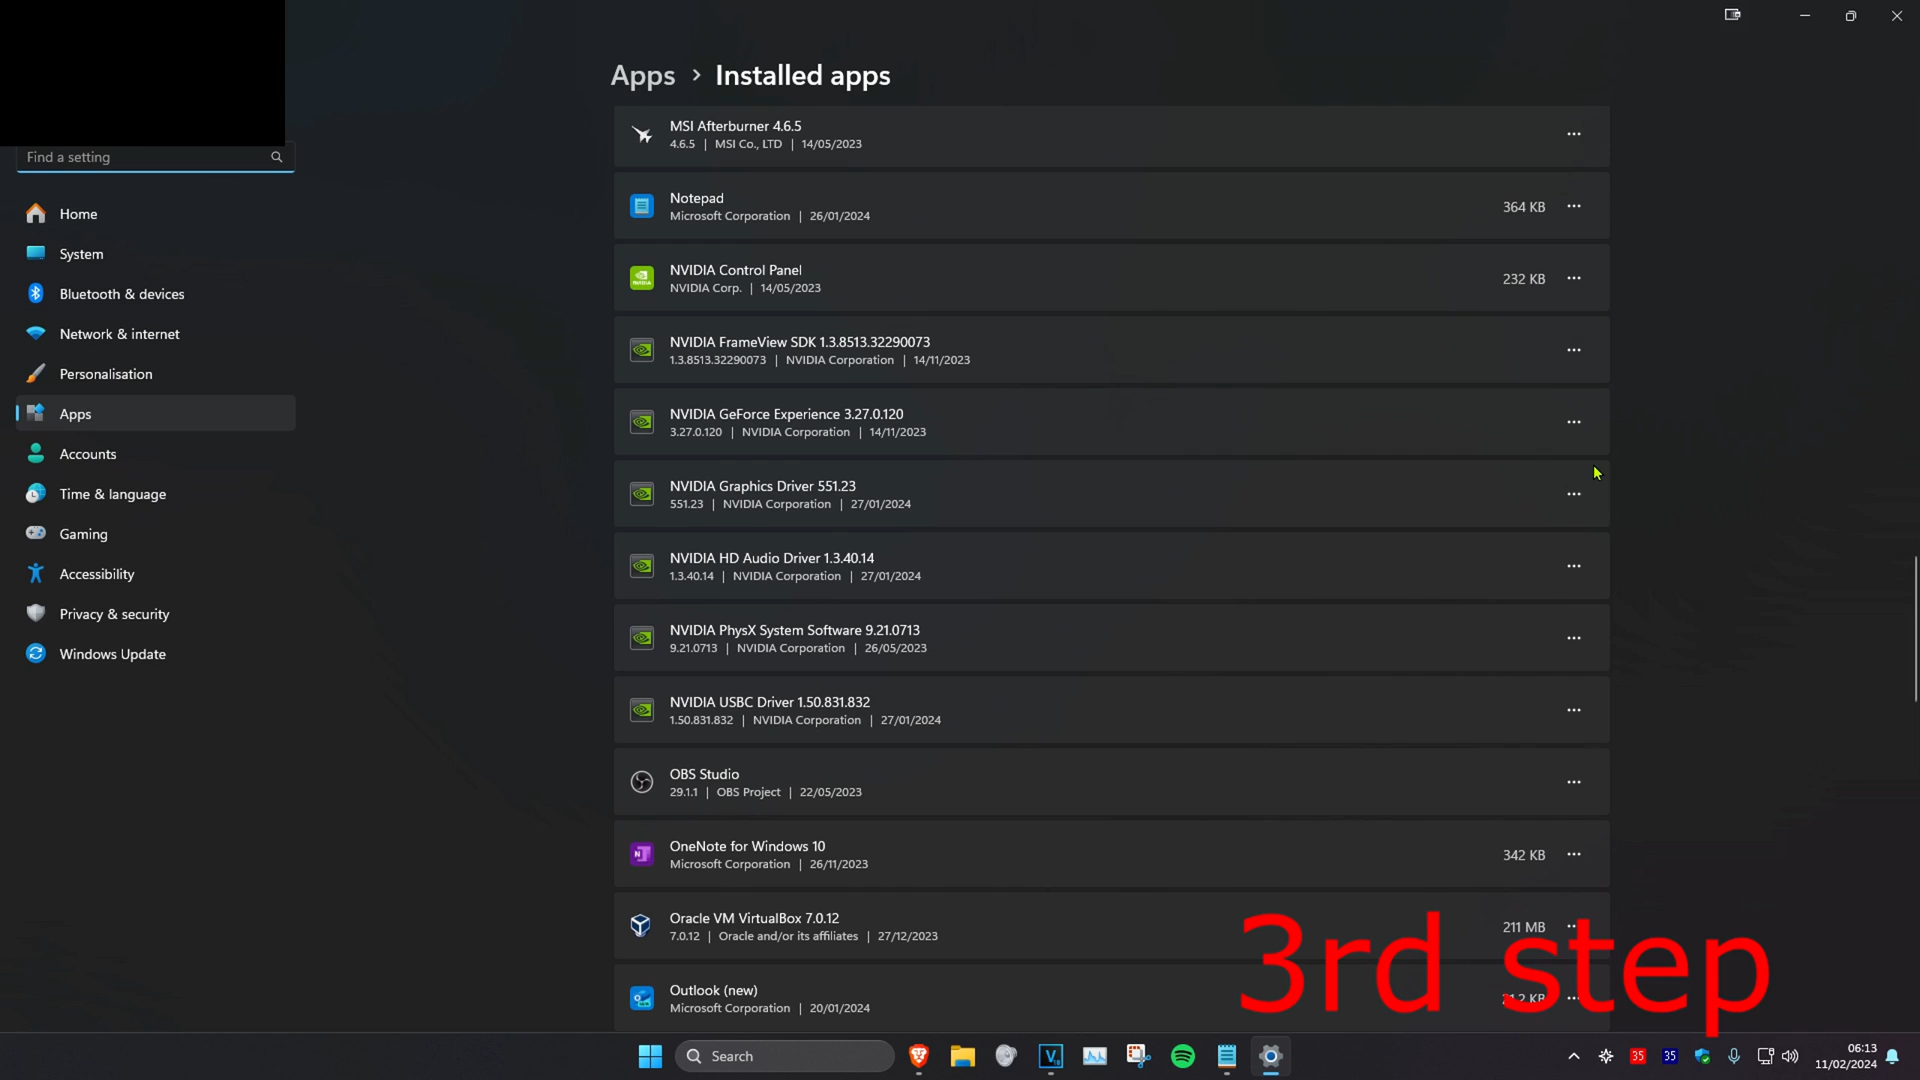 Apps > Installed apps
Find a setting
Home
System
Bluetooth & devices
Network & internet
Personalisation
Apps
Accounts
Time & language
Gaming
Accessibility
Privacy & security
Windows Update
MSI Afterburner 4.6.5
4.6.5 | MSI Co., LTD | 14/05/2023
Notepad
Microsoft Corporation | 26/01/2024
364 KB
NVIDIA Control Panel
NVIDIA Corp. | 14/05/2023
232 KB
NVIDIA FrameView SDK 1.3.8513.32290073
1.3.8513.32290073 | NVIDIA Corporation | 14/11/2023
NVIDIA GeForce Experience 3.27.0.120
3.27.0.120 | NVIDIA Corporation | 14/11/2023
NVIDIA Graphics Driver 551.23
551.23 | NVIDIA Corporation | 27/01/2024
NVIDIA HD Audio Driver 1.3.40.14
1.3.40.14 | NVIDIA Corporation | 27/01/2024
NVIDIA PhysX System Software 9.21.0713
9.21.0713 | NVIDIA Corporation | 26/05/2023
NVIDIA USBC Driver 1.50.831.832
1.50.831.832 | NVIDIA Corporation | 27/01/2024
OBS Studio
29.1.1 | OBS Project | 22/05/2023
OneNote for Windows 10
Microsoft Corporation | 26/11/2023
342 KB
Oracle VM VirtualBox 7.0.12
7.0.12 | Oracle and/or its affiliates | 27/12/2023
211 MB
Outlook (new)
Microsoft Corporation | 20/01/2024
KB
3rd step
Search
35
35
06:13
11/02/2024